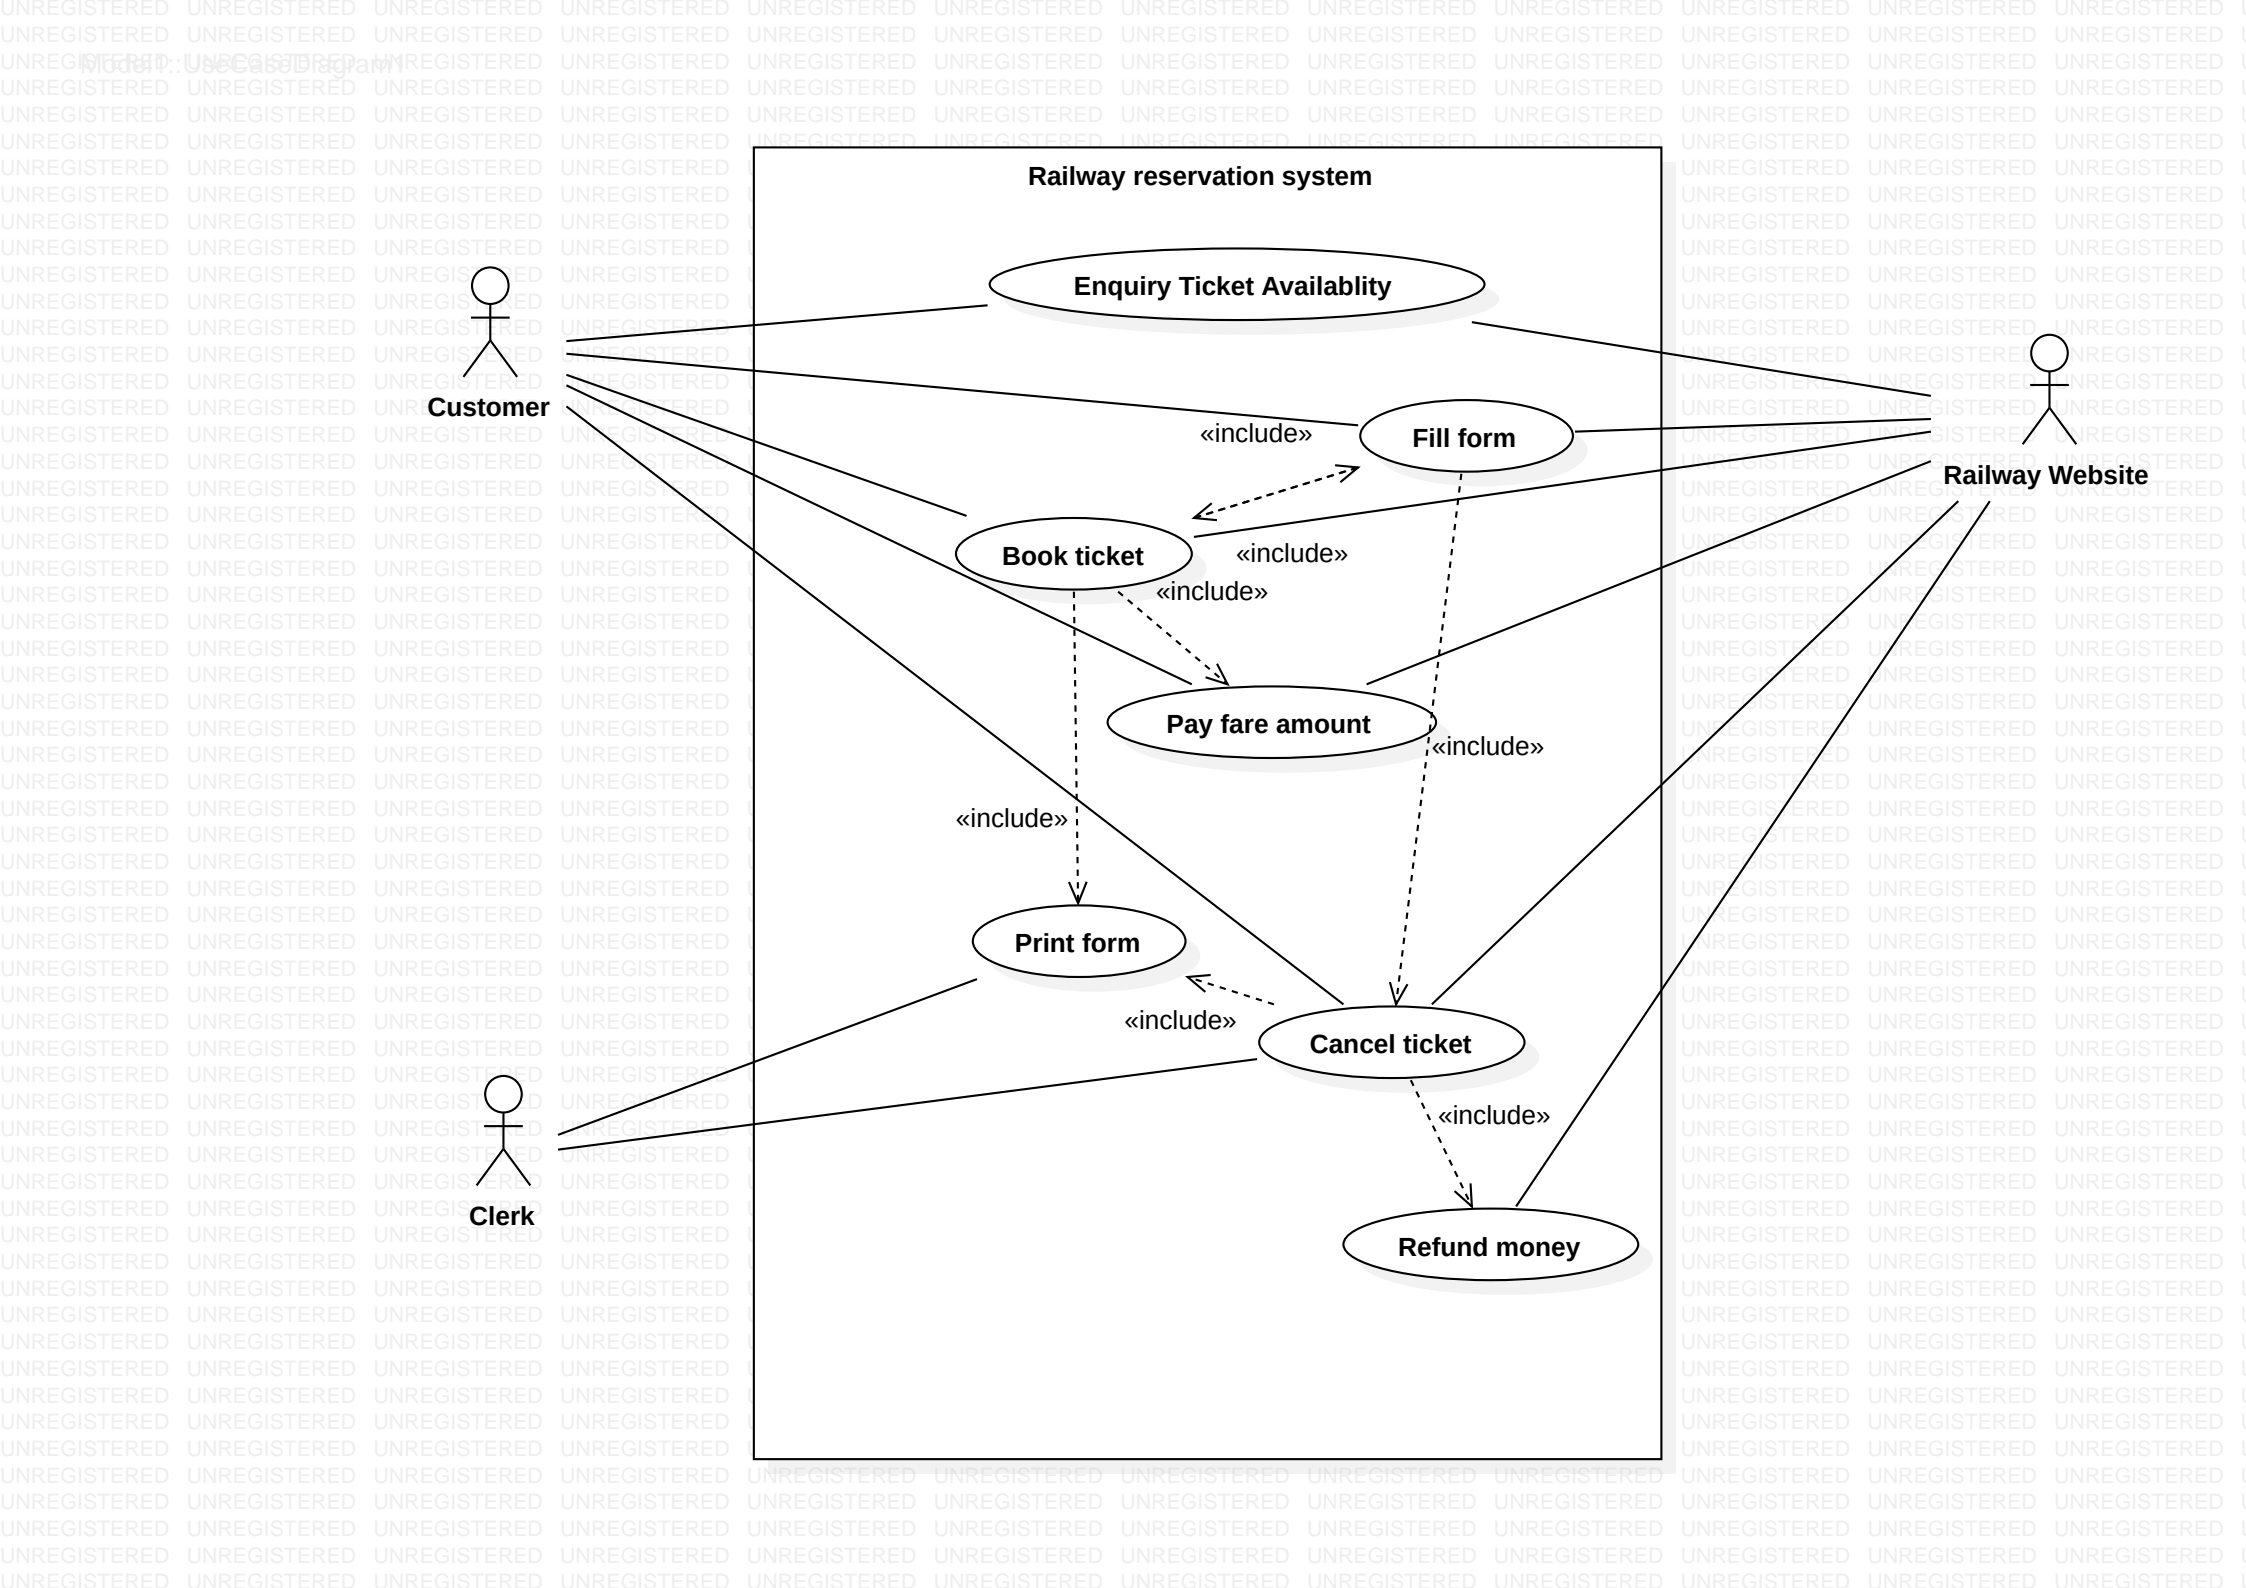 Model1::UseCaseDiagram1
Railway reservation system
Enquiry Ticket Availablity
Customer
Fill form
«include»
Railway Website
Book ticket
«include»
«include»
Pay fare amount
«include»
«include»
Print form
«include»
Cancel ticket
«include»
Clerk
Refund money
UNREGISTERED